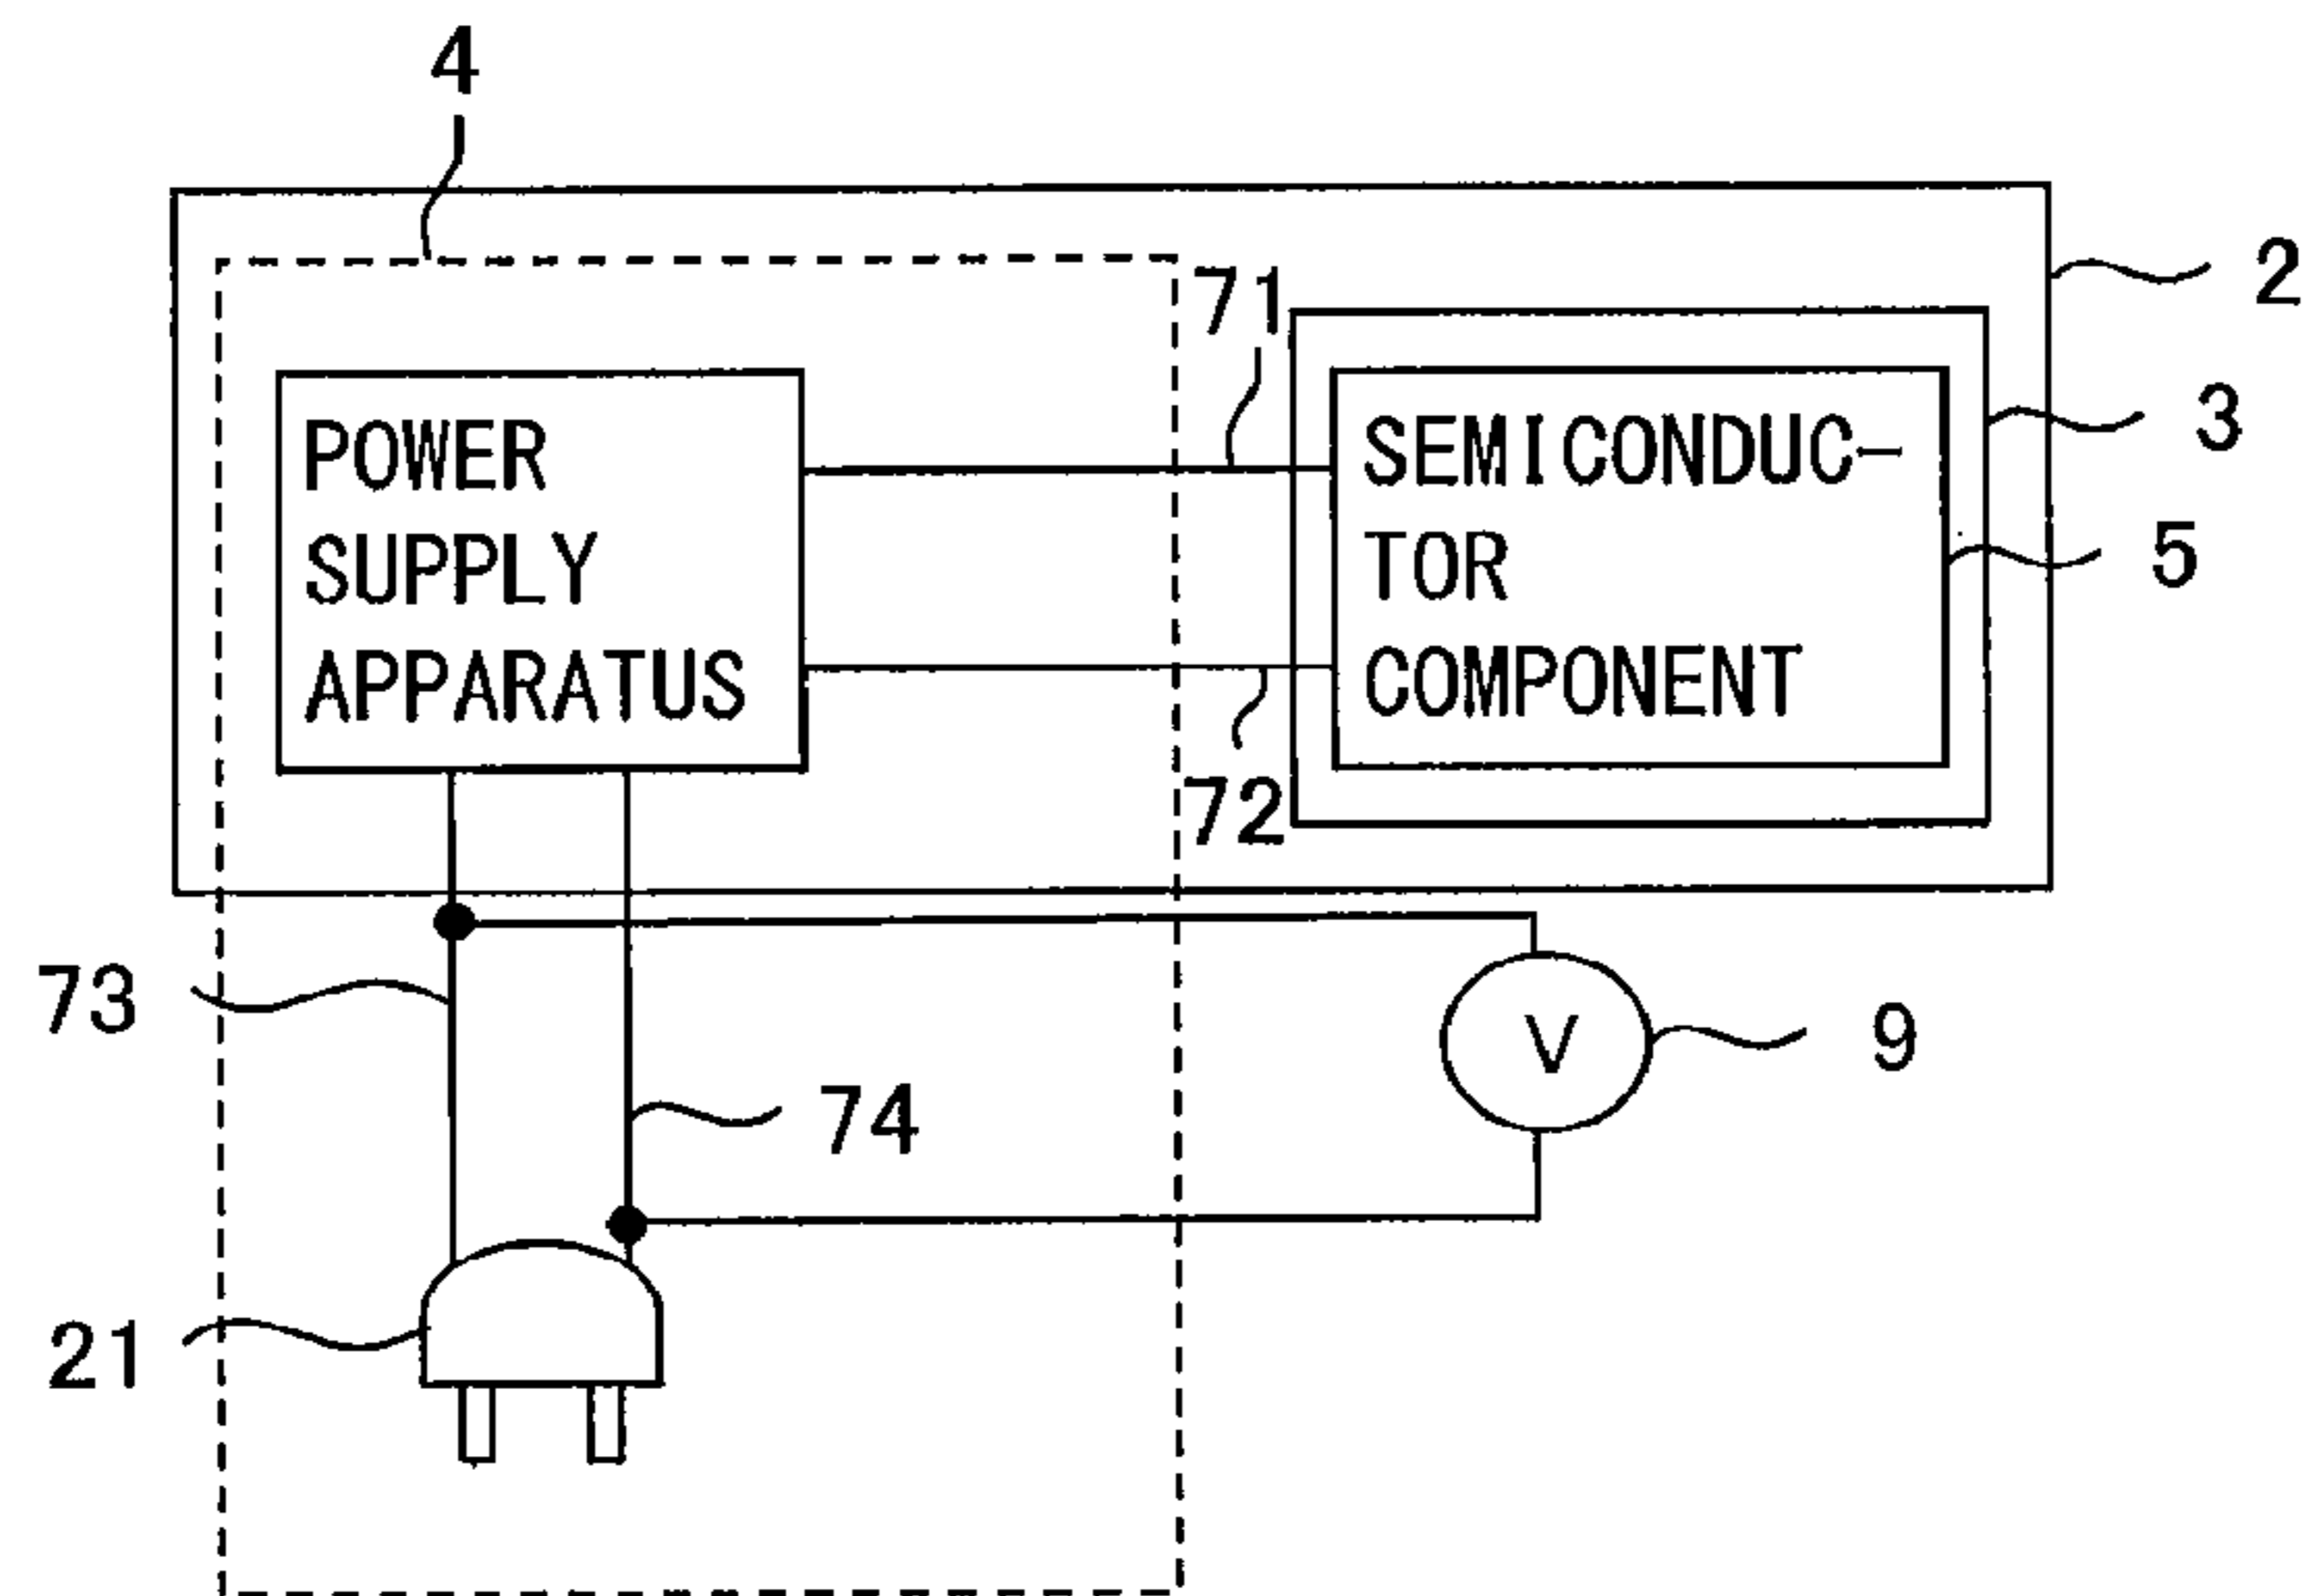 4
2
71
3
POWER
SUPPLY
APPARATUS
SEMICONDUC-
TOR
COMPONENT
5
72
73
V
9
74
21